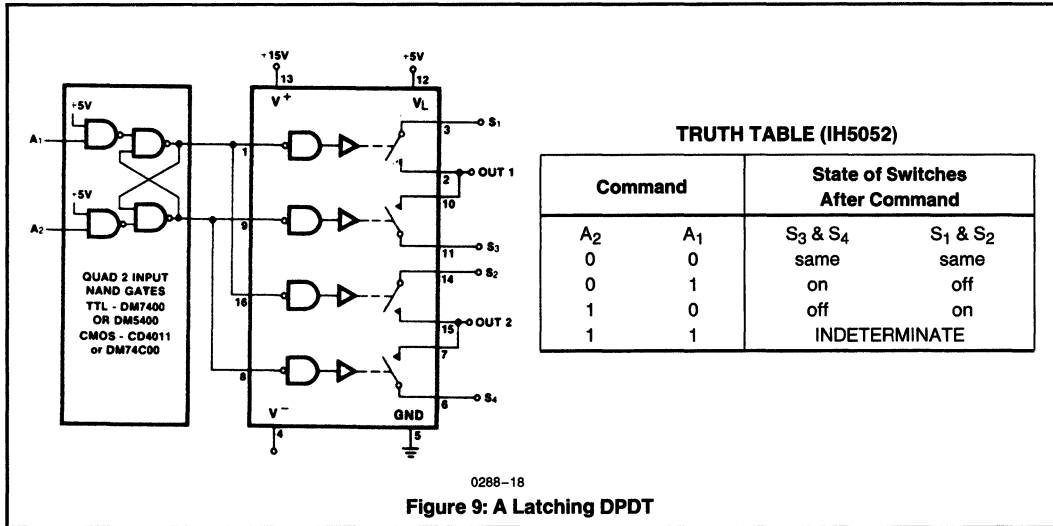 +15V
+5V
13
12
V+
VL
+5V
A1
1
3
S1
2
OUT 1
10
+5V
A2
9
11
S3
14
S2
QUAD 2 INPUT
NAND GATES
TTL - DM7400
OR DM5400
CMOS - CD4011
or DM74C00
16
15
OUT 2
7
8
6
S4
V−
GND
4
5
TRUTH TABLE (IH5052)
Command
State of Switches
After Command
A2 A1 S3 & S4 S1 & S2
0 0 same same
0 1 on off
1 0 off on
1 1 INDETERMINATE
0288–18
Figure 9: A Latching DPDT